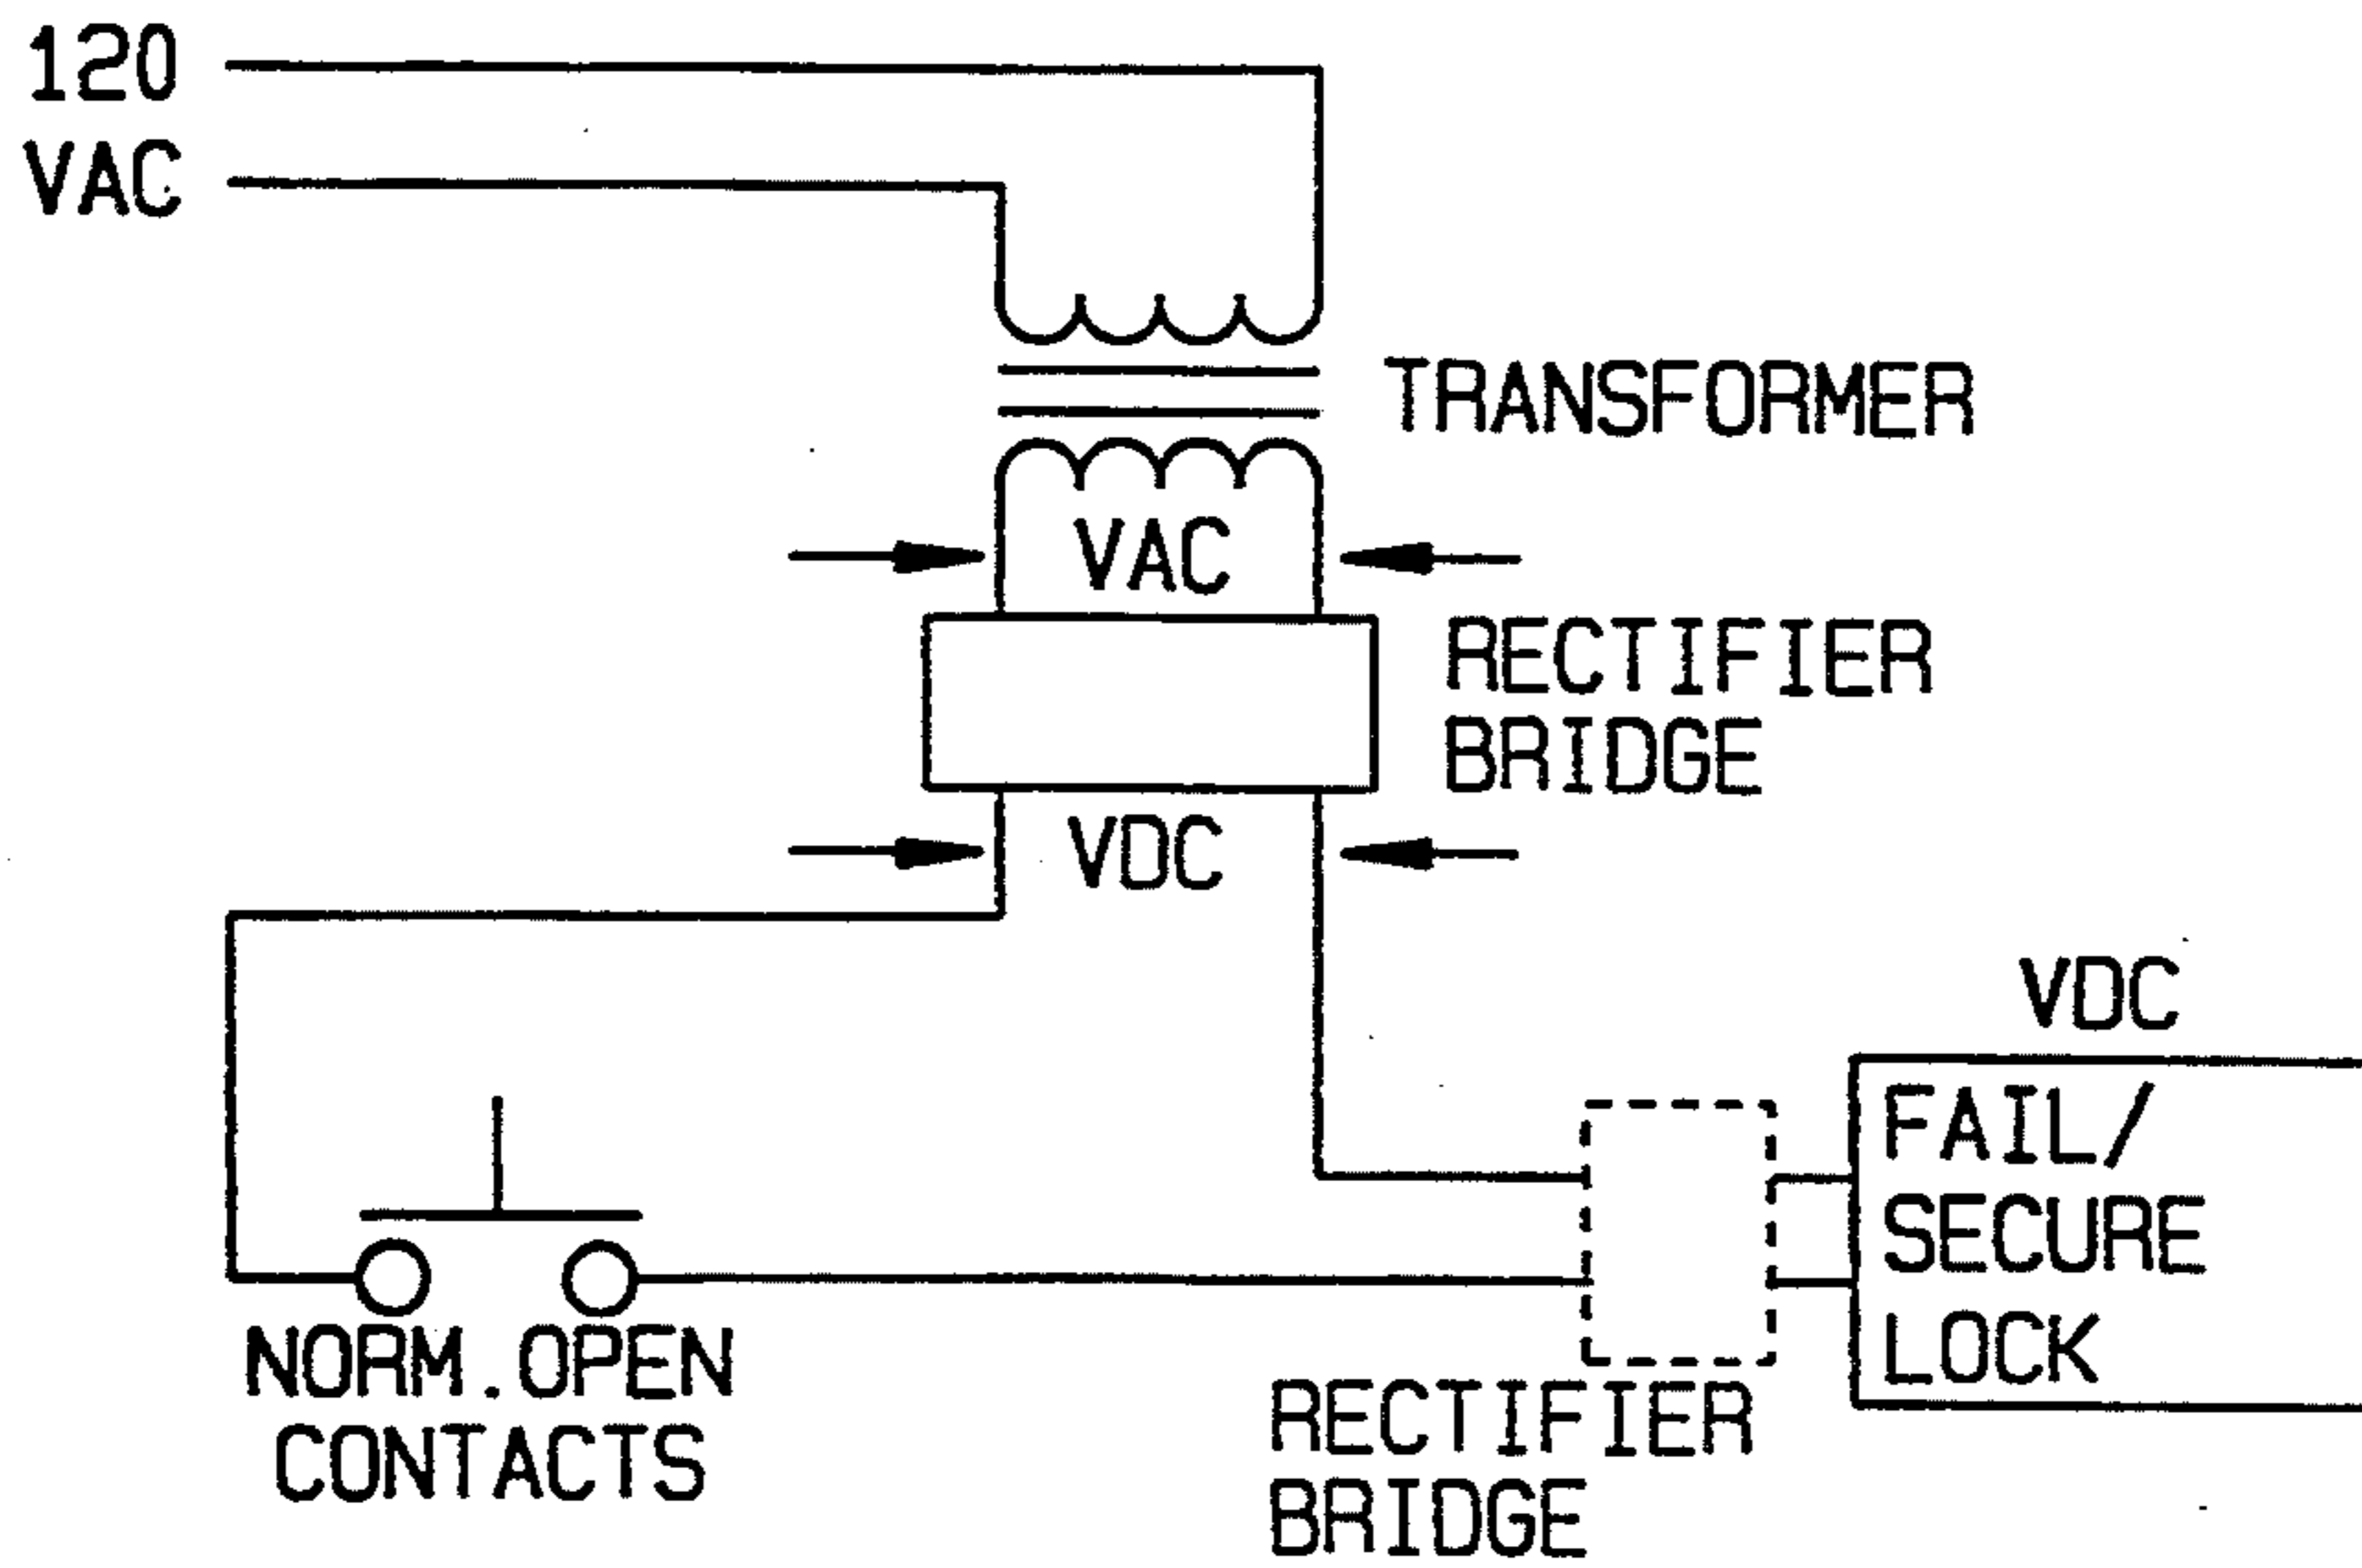 120
VAC
TRANSFORMER
VAC
RECTIFIER
BRIDGE
VDC
VDC
FAIL/
SECURE
LOCK
NORM.OPEN
CONTACTS
RECTIFIER
BRIDGE